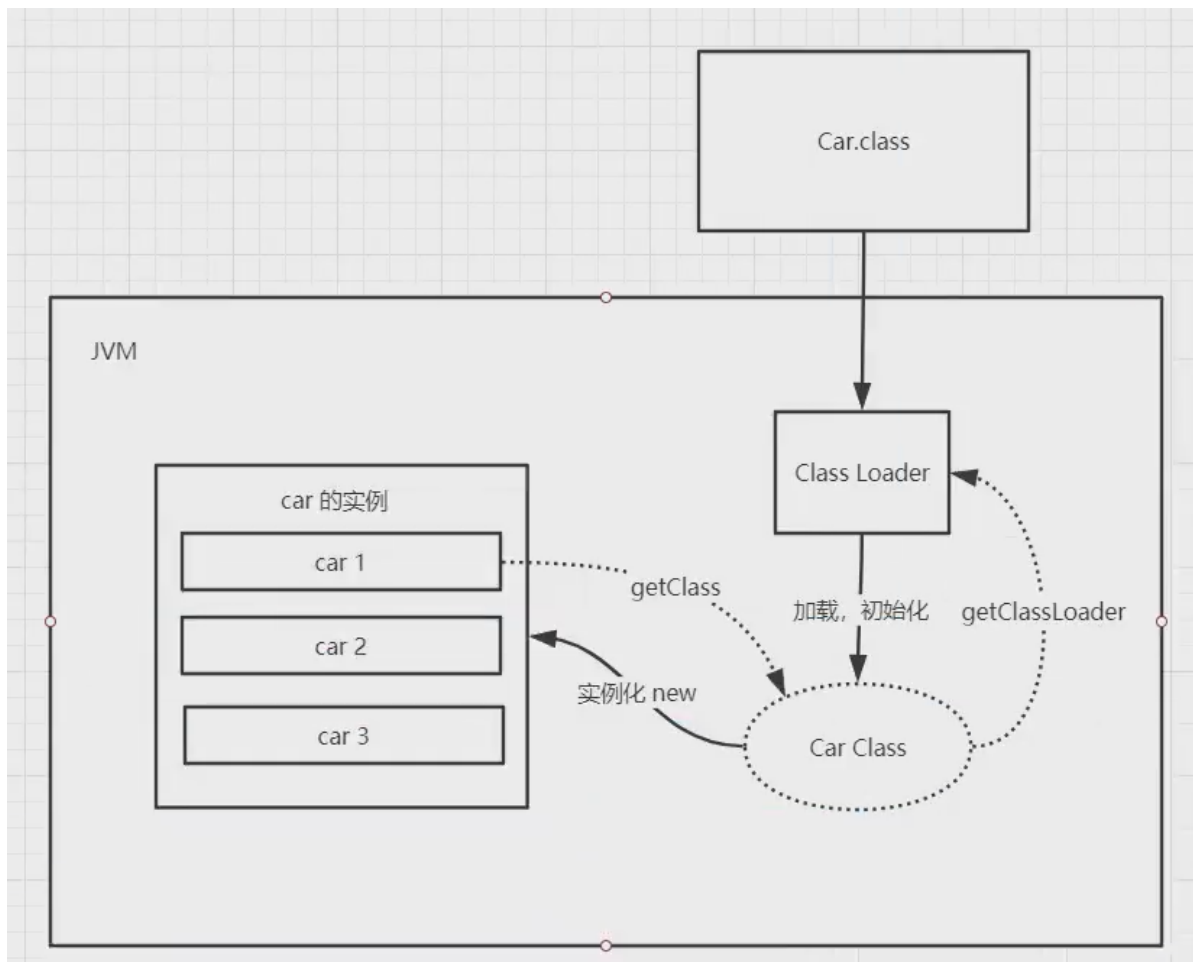 Car.class
JVM
Class Loader
car 的实例
car 1
getClass
加载，初始化
getClassLoader
car 2
实例化 new
car 3
Car Class